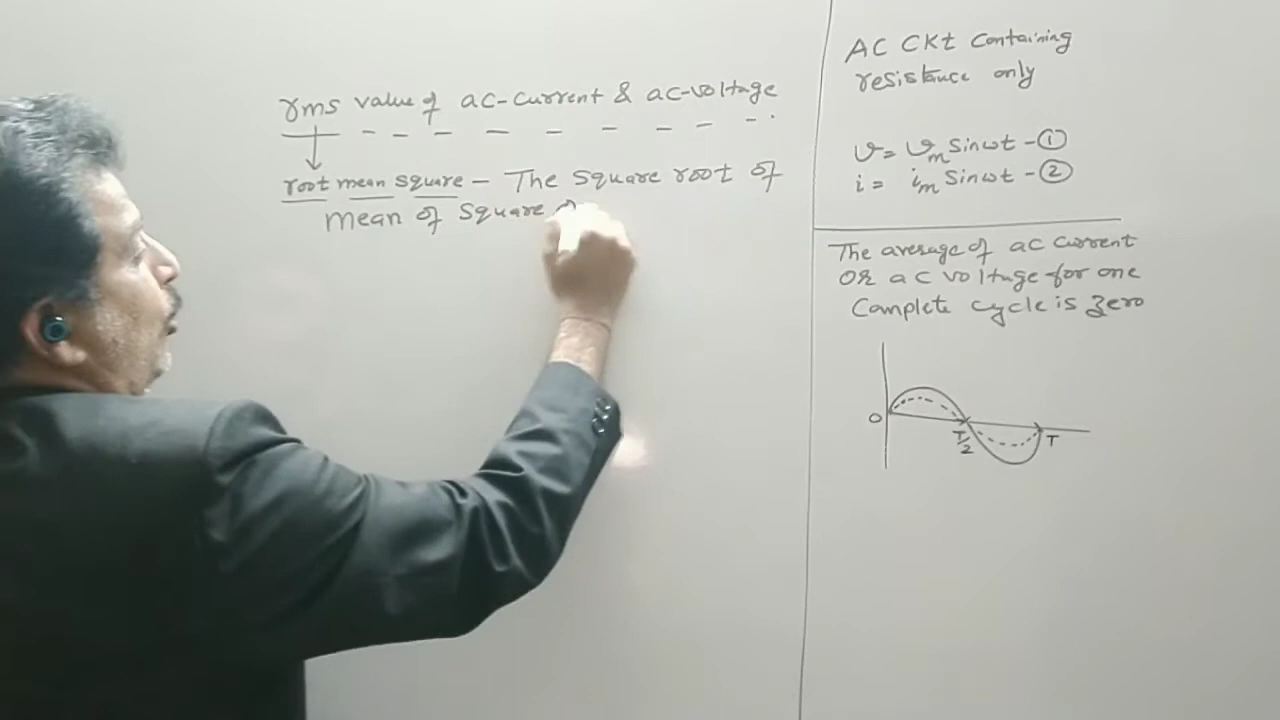 rms value of ac-current & ac-voltage
root mean square - The square root of
mean of square
AC CKt Containing
resistance only
v = vm Sinωt - ①
i = im Sinωt - ②
The average of ac current
OR ac voltage for one
Complete cycle is zero
O
T/2
T